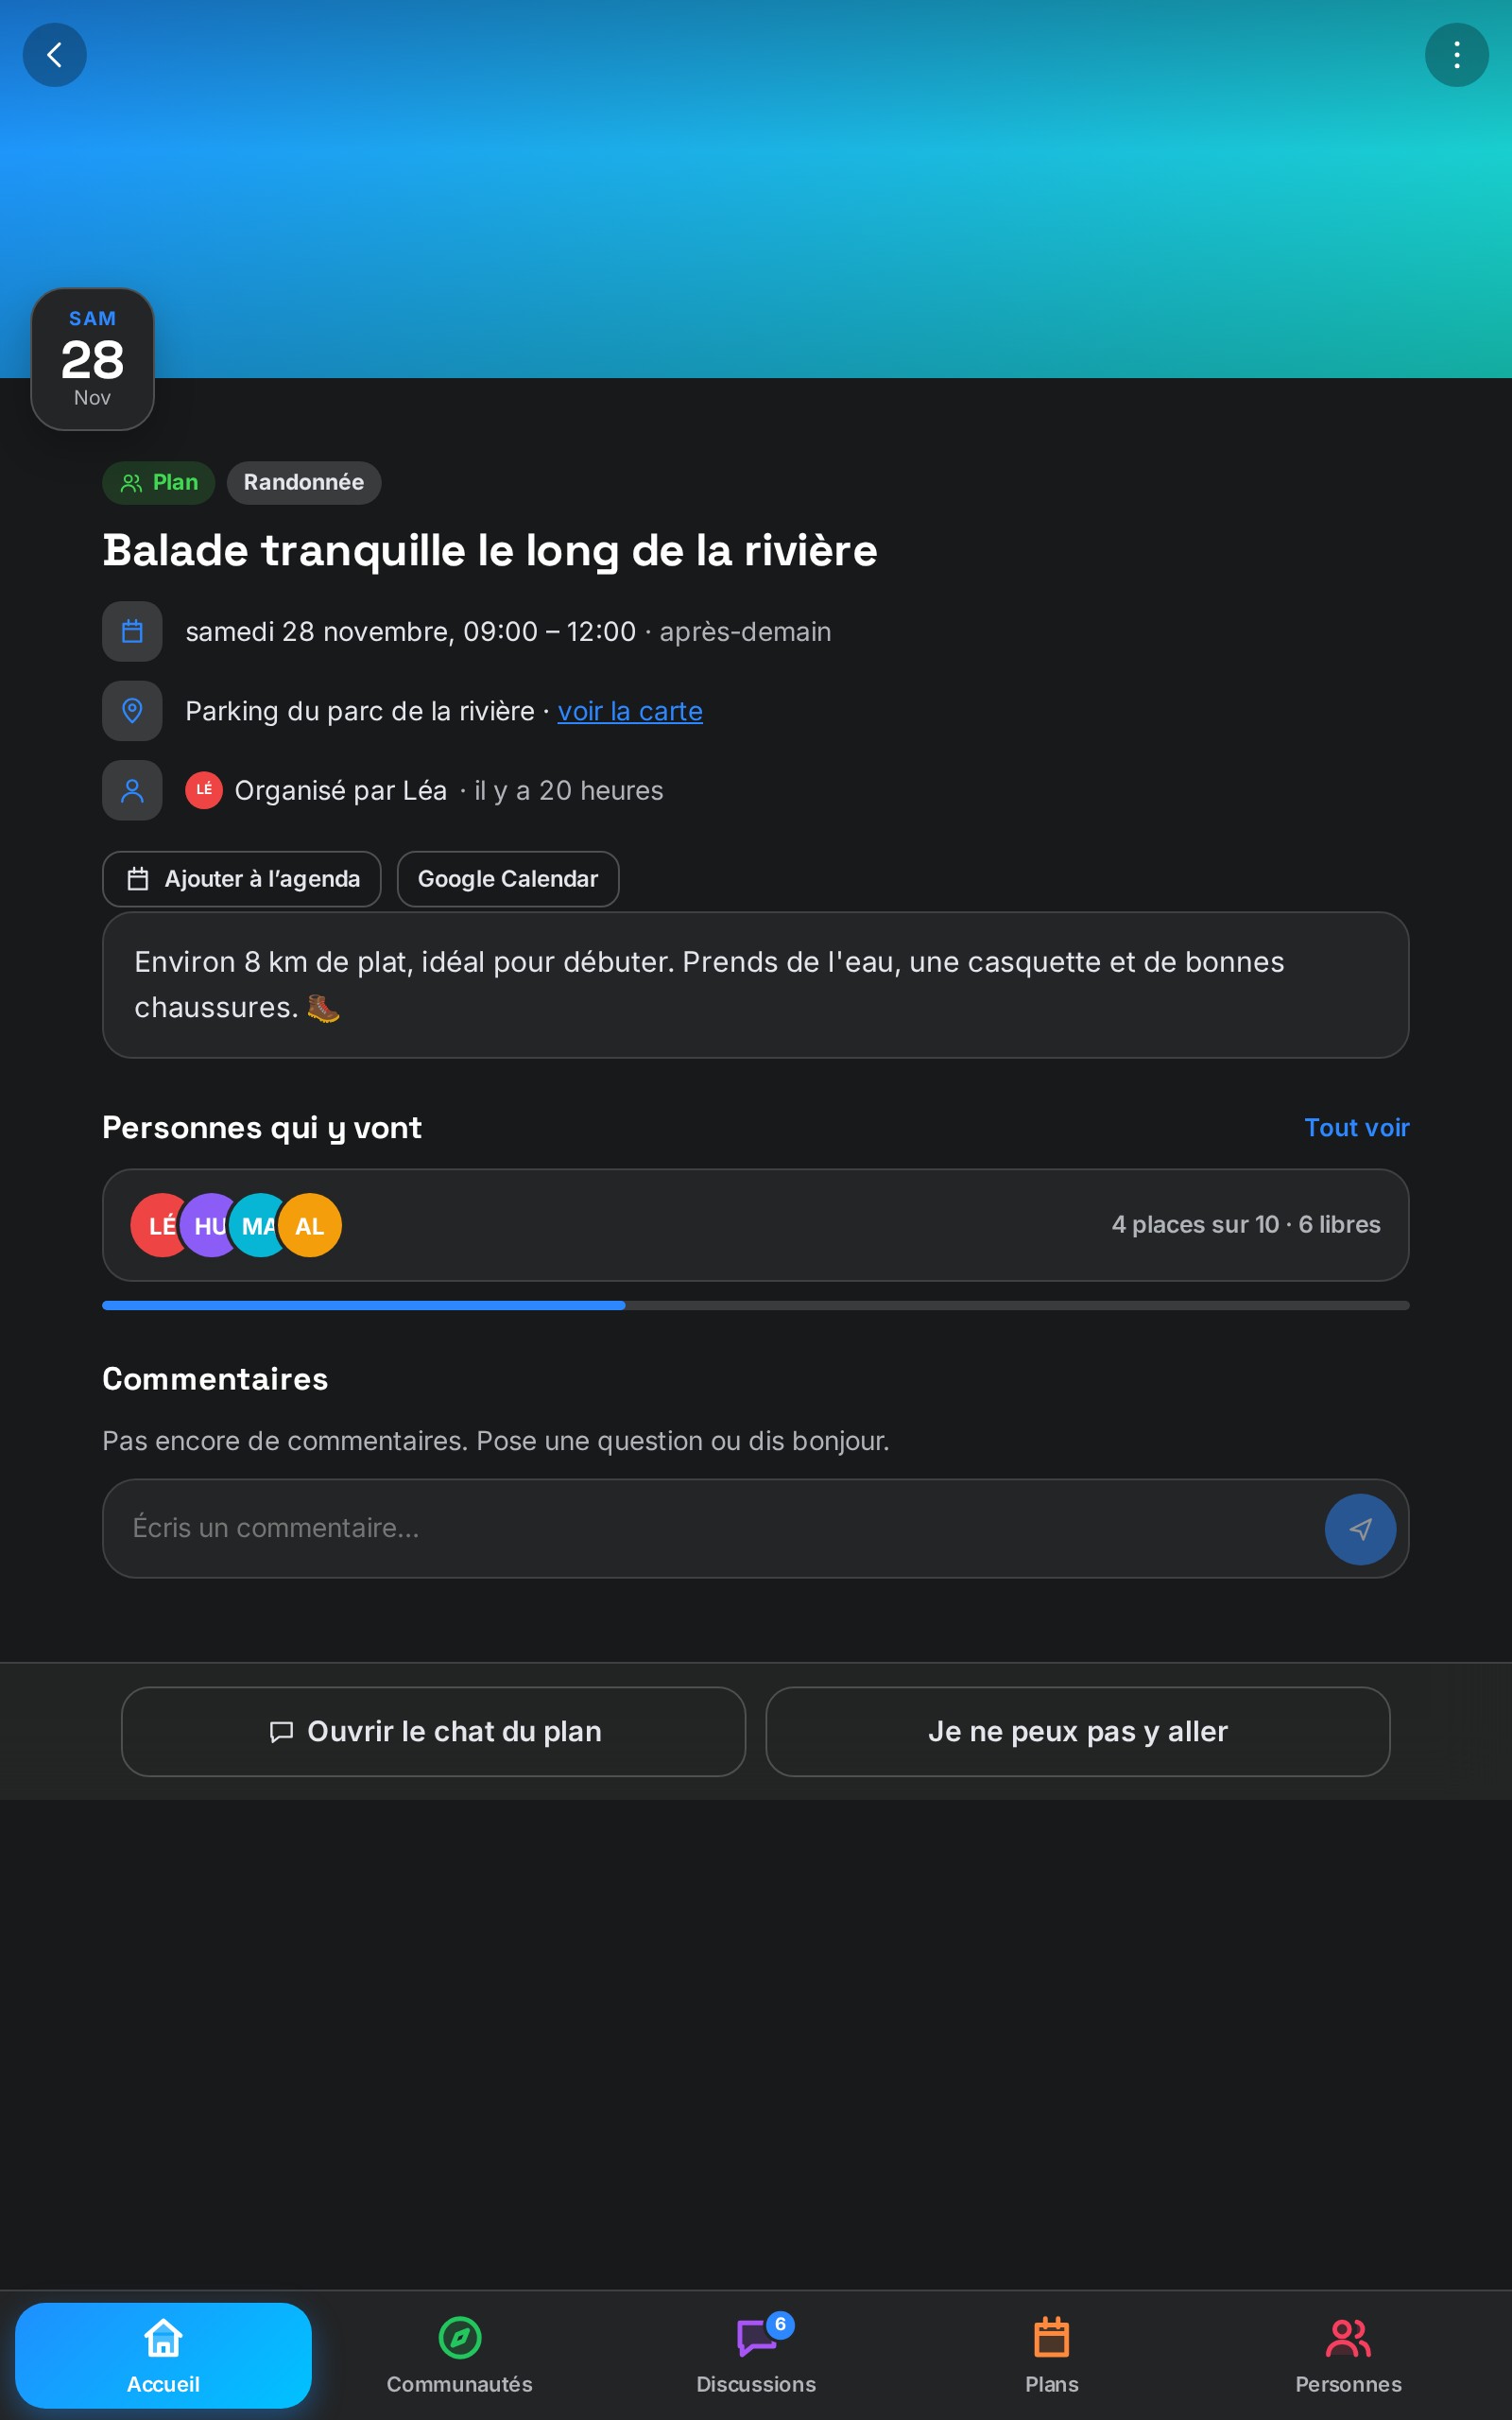 SAM
28
Nov
Plan
Randonnée
Balade tranquille le long de la rivière
samedi 28 novembre, 09:00 – 12:00 · après-demain
Parking du parc de la rivière · voir la carte
LÉ Organisé par Léa · il y a 20 heures
Ajouter à l’agenda
Google Calendar
Environ 8 km de plat, idéal pour débuter. Prends de l'eau, une casquette et de bonnes
chaussures. 🥾
Personnes qui y vont
Tout voir
LÉ HU MA AL
4 places sur 10 · 6 libres
Commentaires
Pas encore de commentaires. Pose une question ou dis bonjour.
Écris un commentaire...
Ouvrir le chat du plan
Je ne peux pas y aller
6
Accueil
Communautés
Discussions
Plans
Personnes